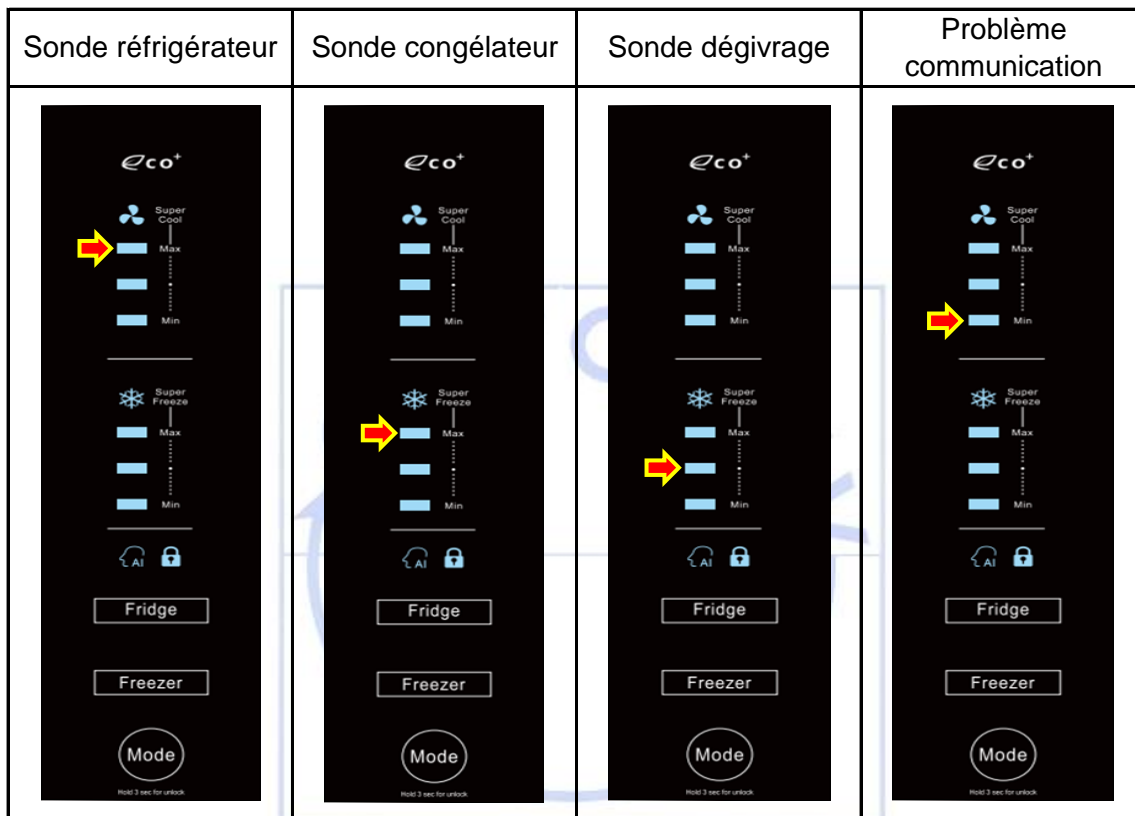 Sonde réfrigérateur
Sonde congélateur
Sonde dégivrage
Problème
communication
eco+
Super
Cool
Max
Min
Super
Freeze
Max
Min
AI
Fridge
Freezer
Mode
Hold 3 sec for unlock
eco+
Super
Cool
Max
Min
Super
Freeze
Max
Min
AI
Fridge
Freezer
Mode
Hold 3 sec for unlock
eco+
Super
Cool
Max
Min
Super
Freeze
Max
Min
AI
Fridge
Freezer
Mode
Hold 3 sec for unlock
eco+
Super
Cool
Max
Min
Super
Freeze
Max
Min
AI
Fridge
Freezer
Mode
Hold 3 sec for unlock